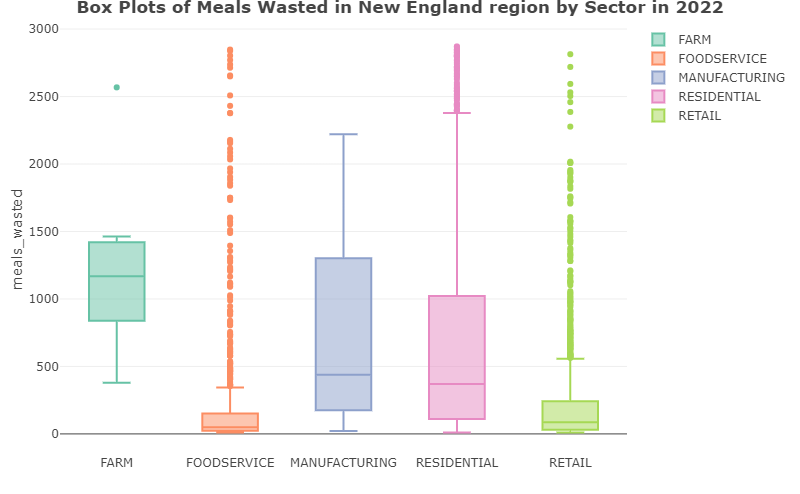 Box Plots of Meals Wasted in New England region by Sector in 2022
3000
2500
2000
1500
1000
500
0
meals_wasted
FARM
FOODSERVICE
MANUFACTURING
RESIDENTIAL
RETAIL
FARM
FOODSERVICE
MANUFACTURING
RESIDENTIAL
RETAIL